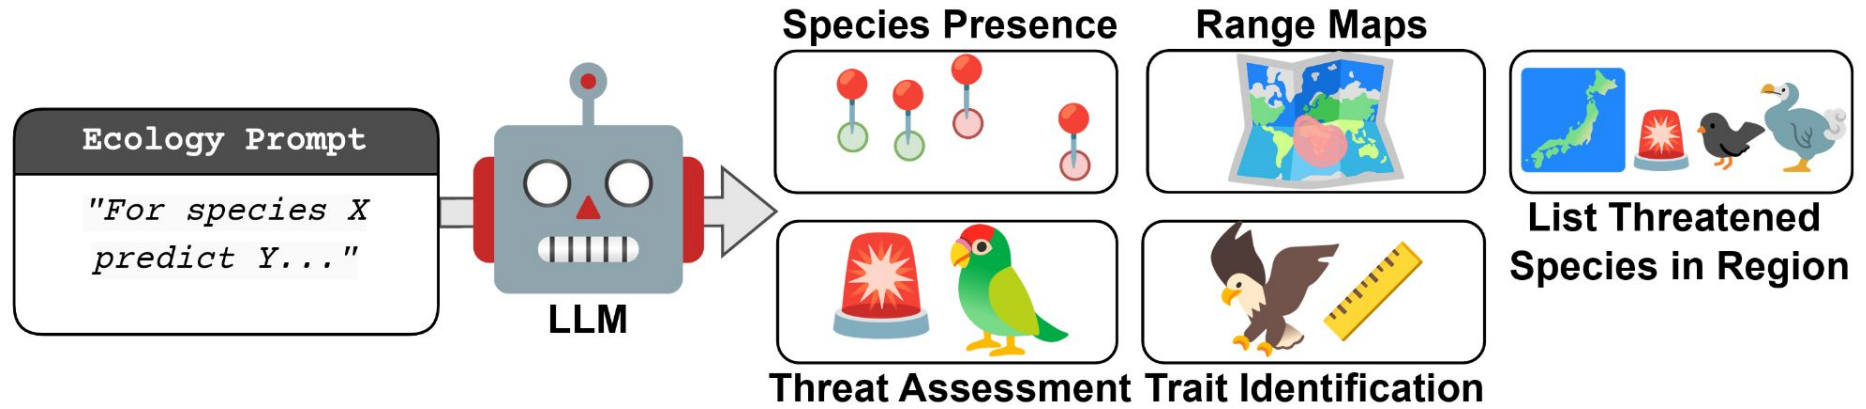 Ecology Prompt
"For species X
predict Y..."
LLM
Species Presence
Range Maps
List Threatened
Species in Region
Threat Assessment
Trait Identification